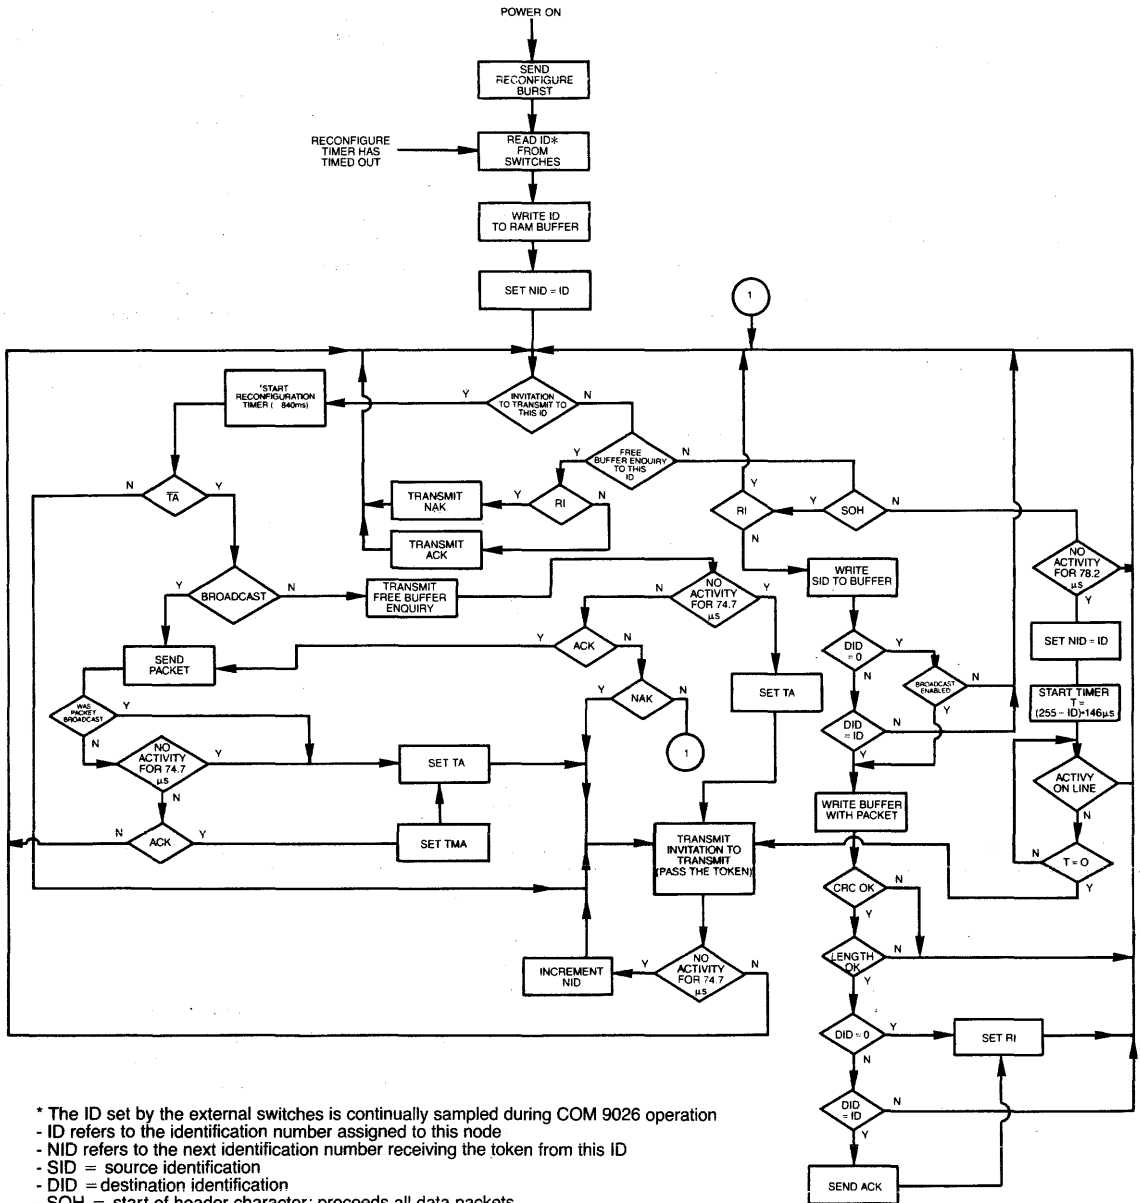 POWER ON
SEND
RECONFIGURE
BURST
RECONFIGURE
TIMER HAS
TIMED OUT
READ ID*
FROM
SWITCHES
WRITE ID
TO RAM BUFFER
SET NID = ID
1
*START
RECONFIGURATION
TIMER ( 840ms)
Y
INVITATION
TO TRANSMIT TO
THIS ID
N
Y
FREE
BUFFER ENQUIRY
TO THIS
ID
N
N
TA
Y
TRANSMIT
NAK
Y
RI
N
TRANSMIT
ACK
Y
RI
N
Y
SOH
N
NO
ACTIVITY
FOR 78.2
μs
N
Y
Y
BROADCAST
N
TRANSMIT
FREE BUFFER
ENQUIRY
N
NO
ACTIVITY
FOR 74.7
μs
Y
WRITE
SID TO BUFFER
SET NID = ID
SEND
PACKET
Y
ACK
N
DID
= 0
Y
N
BROADCAST
ENABLED
N
Y
START TIMER
T =
(255 - ID)•146μs
Y
NAK
N
SET TA
DID
= ID
N
Y
WAS
PACKET
BROADCAST
Y
N
1
NO
ACTIVITY
FOR 74.7
μs
Y
N
SET TA
ACTIVY
ON LINE
N
WRITE BUFFER
WITH PACKET
N
ACK
Y
SET TMA
TRANSMIT
INVITATION TO
TRANSMIT
(PASS THE TOKEN)
N
T = O
Y
CRC OK
N
Y
INCREMENT
NID
Y
NO
ACTIVITY
FOR 74.7
μs
N
LENGTH
OK
N
Y
DID = 0
Y
N
SET RI
DID
= ID
N
Y
SEND ACK
* The ID set by the external switches is continually sampled during COM 9026 operation
- ID refers to the identification number assigned to this node
- NID refers to the next identification number receiving the token from this ID
- SID = source identification
- DID = destination identification
- SOH = start of header character; proceeds all data packets